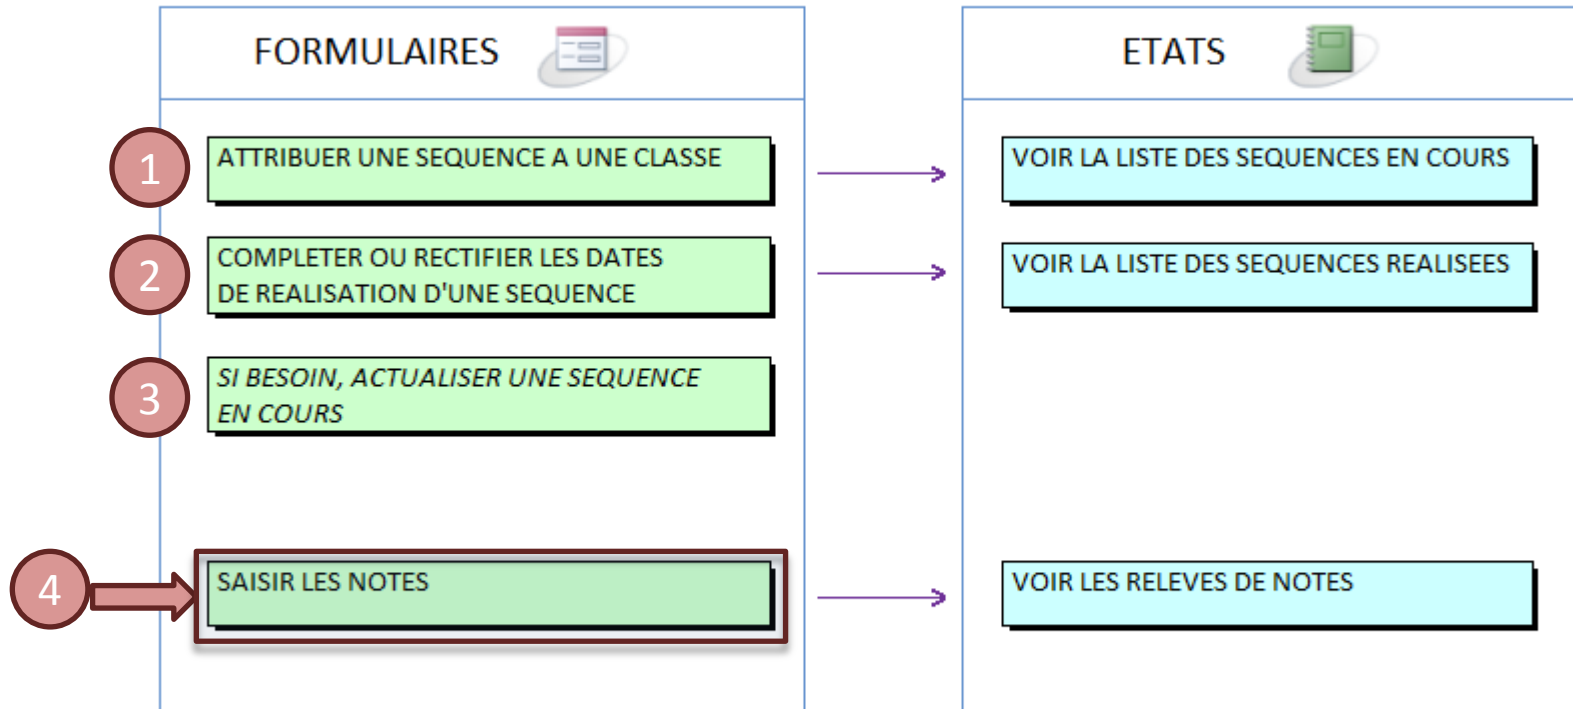 FORMULAIRES
ETATS
1
ATTRIBUER UNE SEQUENCE A UNE CLASSE
VOIR LA LISTE DES SEQUENCES EN COURS
2
COMPLETER OU RECTIFIER LES DATES
DE REALISATION D'UNE SEQUENCE
VOIR LA LISTE DES SEQUENCES REALISEES
3
SI BESOIN, ACTUALISER UNE SEQUENCE
EN COURS
4
SAISIR LES NOTES
VOIR LES RELEVES DE NOTES